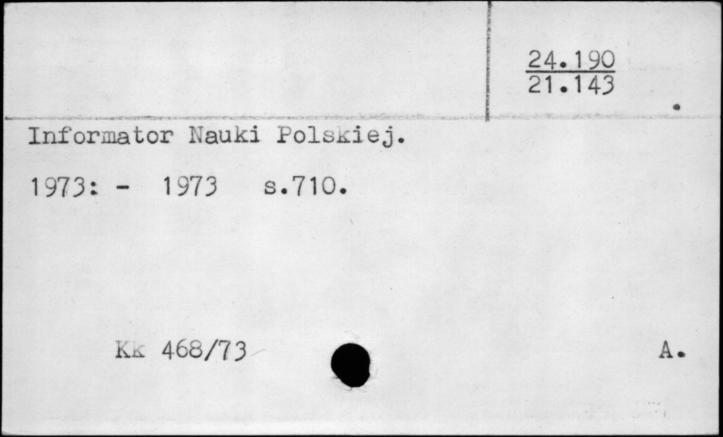 24.190
21.143
Informator Nauki Polskiej.
1973: - 1973 s.710.
Kk 468/73
A.